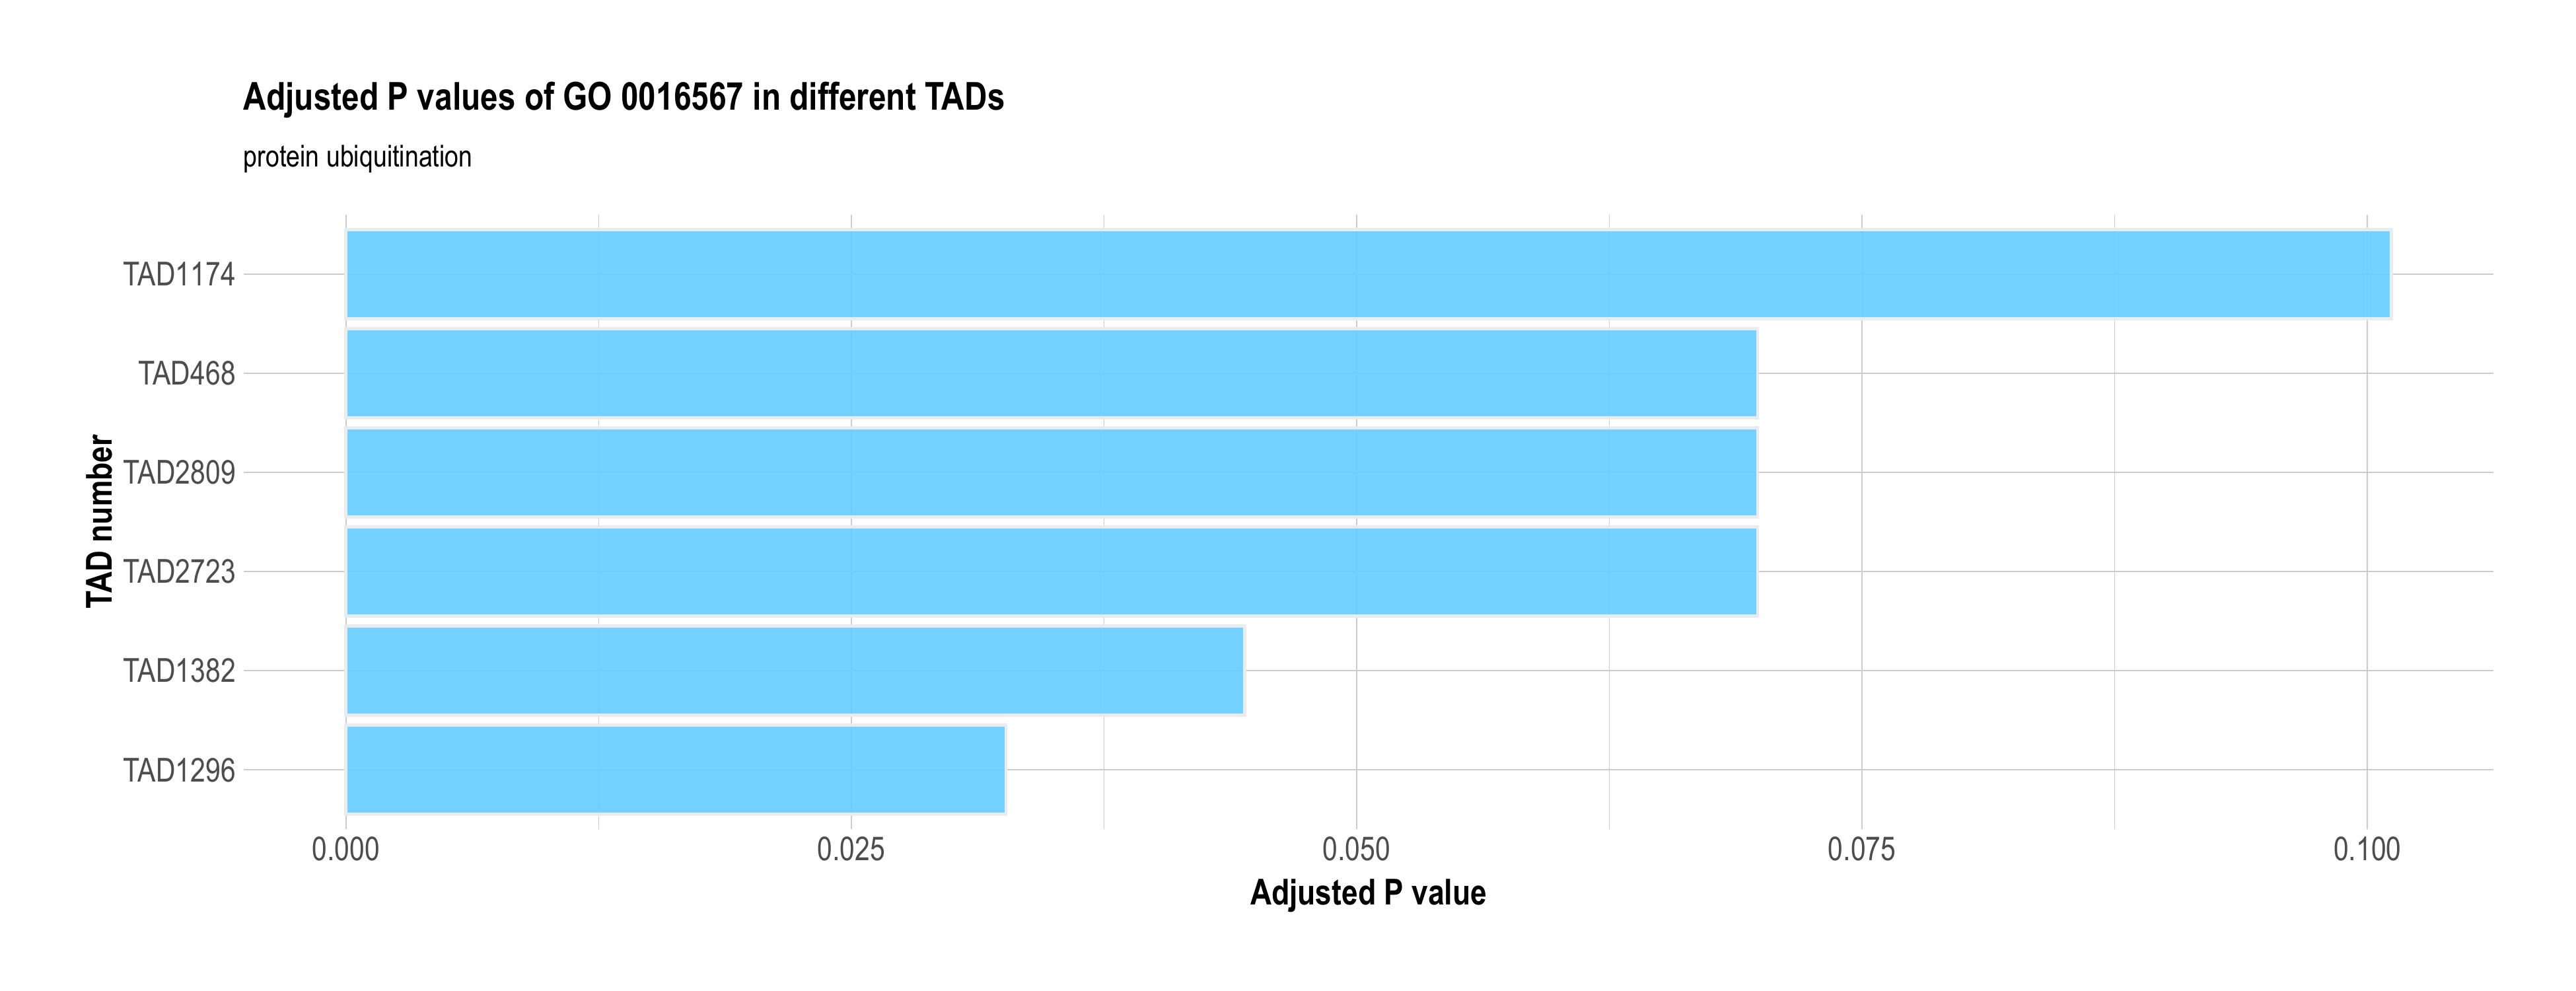 Adjusted P values of GO 0016567 in different TADs
protein ubiquitination
TAD number
TAD1174
TAD468
TAD2809
TAD2723
TAD1382
TAD1296
0.000 0.025 0.050 0.075 0.100
Adjusted P value